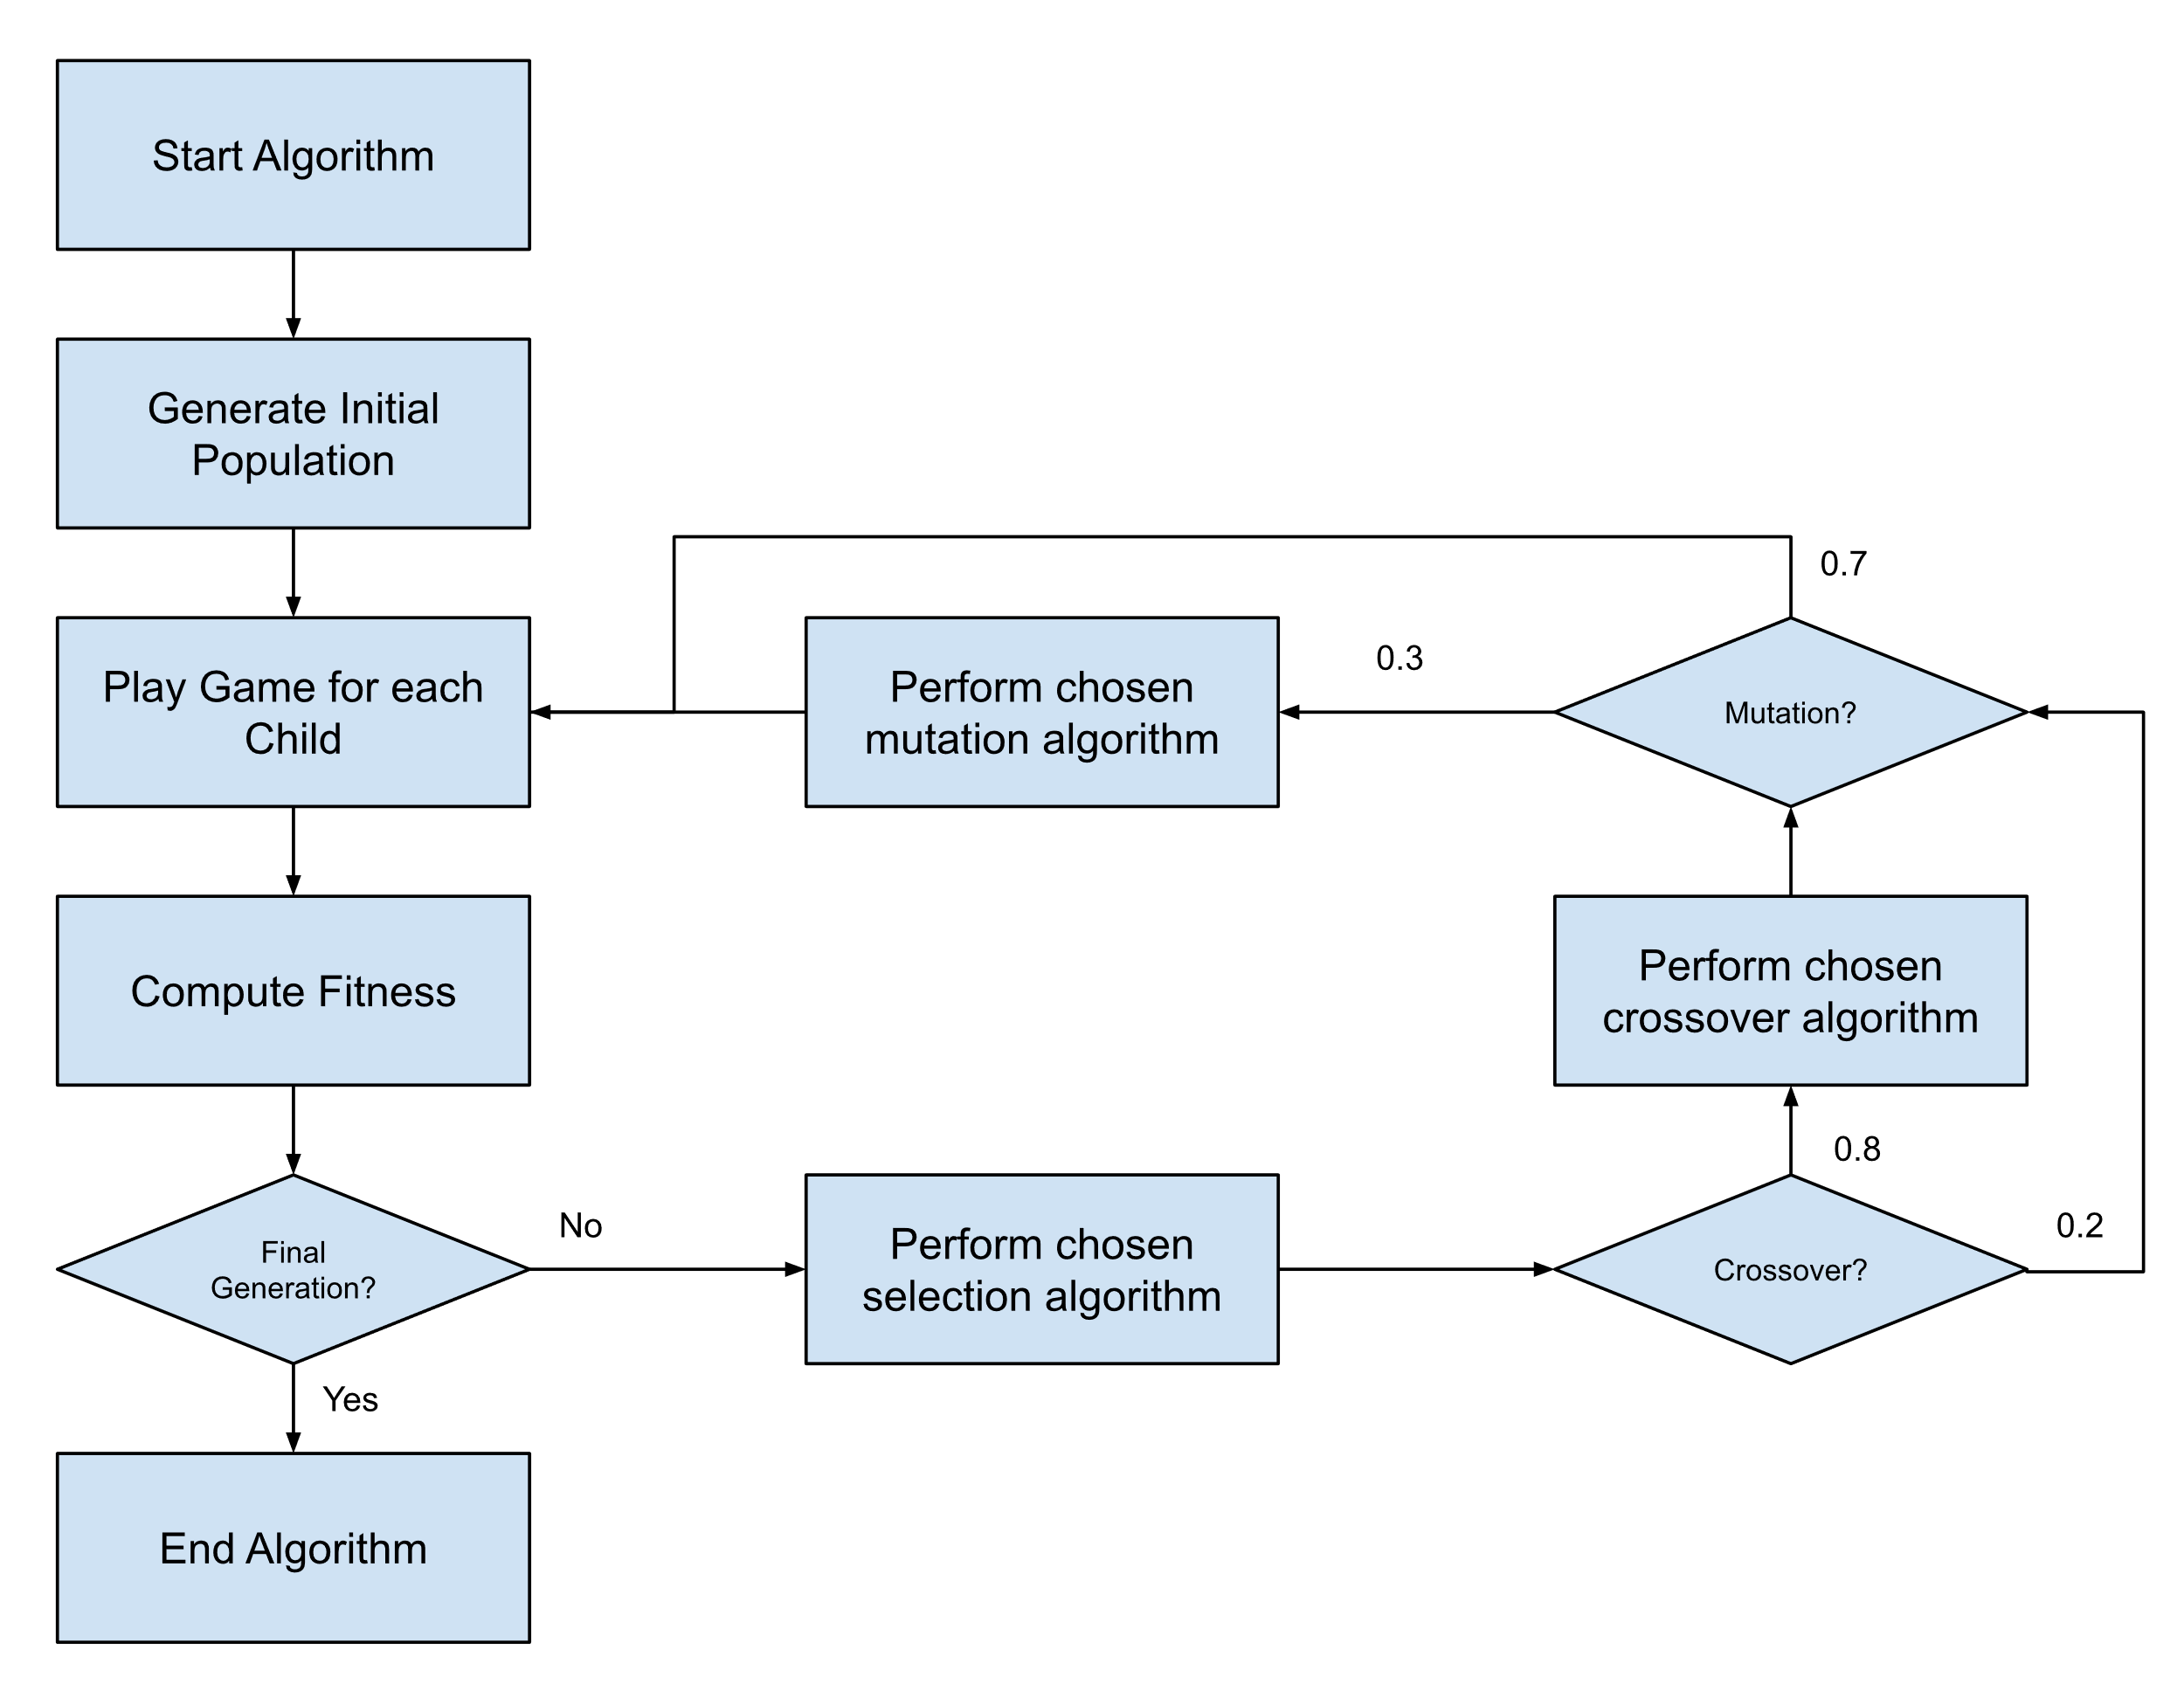 Start Algorithm
Generate Initial
Population
Play Game for each
Child
Compute Fitness
Final
Generation?
Yes
End Algorithm
No
Perform chosen
selection algorithm
Crossover?
0.8
0.2
Perform chosen
crossover algorithm
Mutation?
0.7
0.3
Perform chosen
mutation algorithm